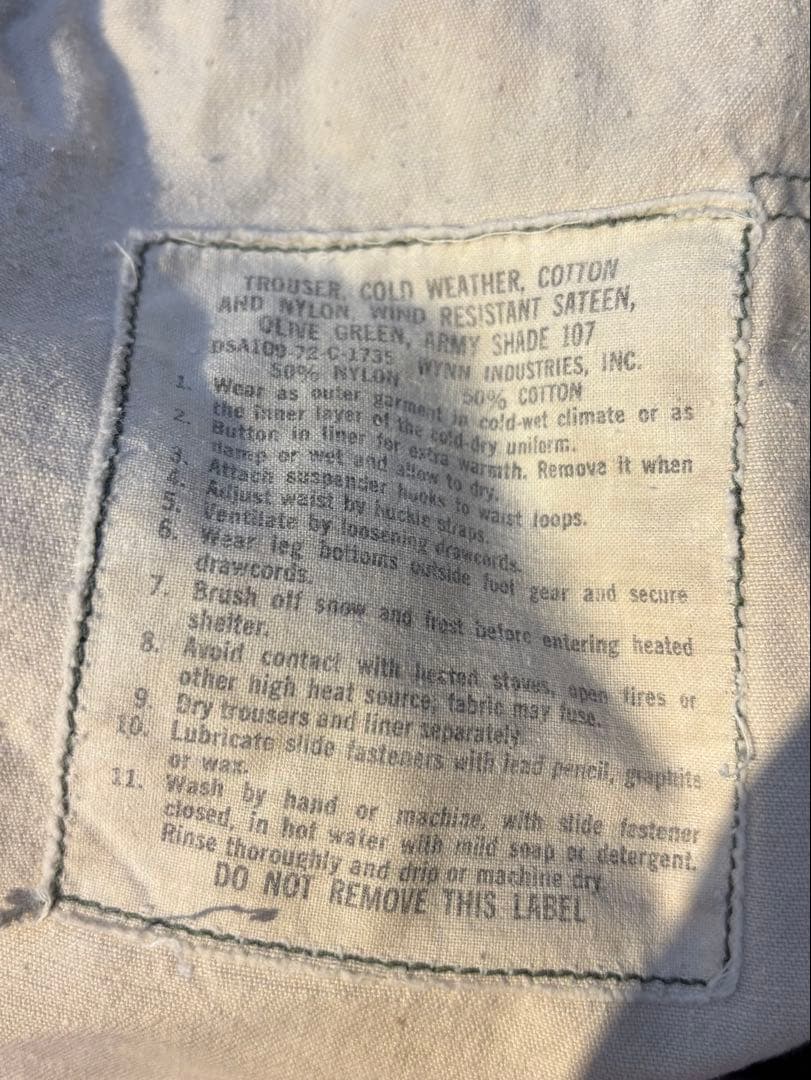 TROUSER, COLD WEATHER, COTTON
AND NYLON, WIND RESISTANT SATEEN,
OLIVE GREEN, ARMY SHADE 107
DSA100-72-C-1735 WYNN INDUSTRIES, INC.
50% NYLON 50% COTTON
1. Wear as outer garment in cold-wet climate or as
the inner layer of the cold-dry uniform.
2. Button in liner for extra warmth. Remove it when
damp or wet and allow to dry.
3. Attach suspender hooks to waist loops.
4. Adjust waist by buckle straps.
5. Ventilate by loosening drawcords.
6. Wear leg bottoms outside foot gear and secure
drawcords.
7. Brush off snow and frost before entering heated
shelter.
8. Avoid contact with heated stoves, open fires or
other high heat source; fabric may fuse.
9. Dry trousers and liner separately.
10. Lubricate slide fasteners with lead pencil, graphite
or wax.
11. Wash by hand or machine, with slide fastener
closed, in hot water with mild soap or detergent.
Rinse thoroughly and drip or machine dry
DO NOT REMOVE THIS LABEL